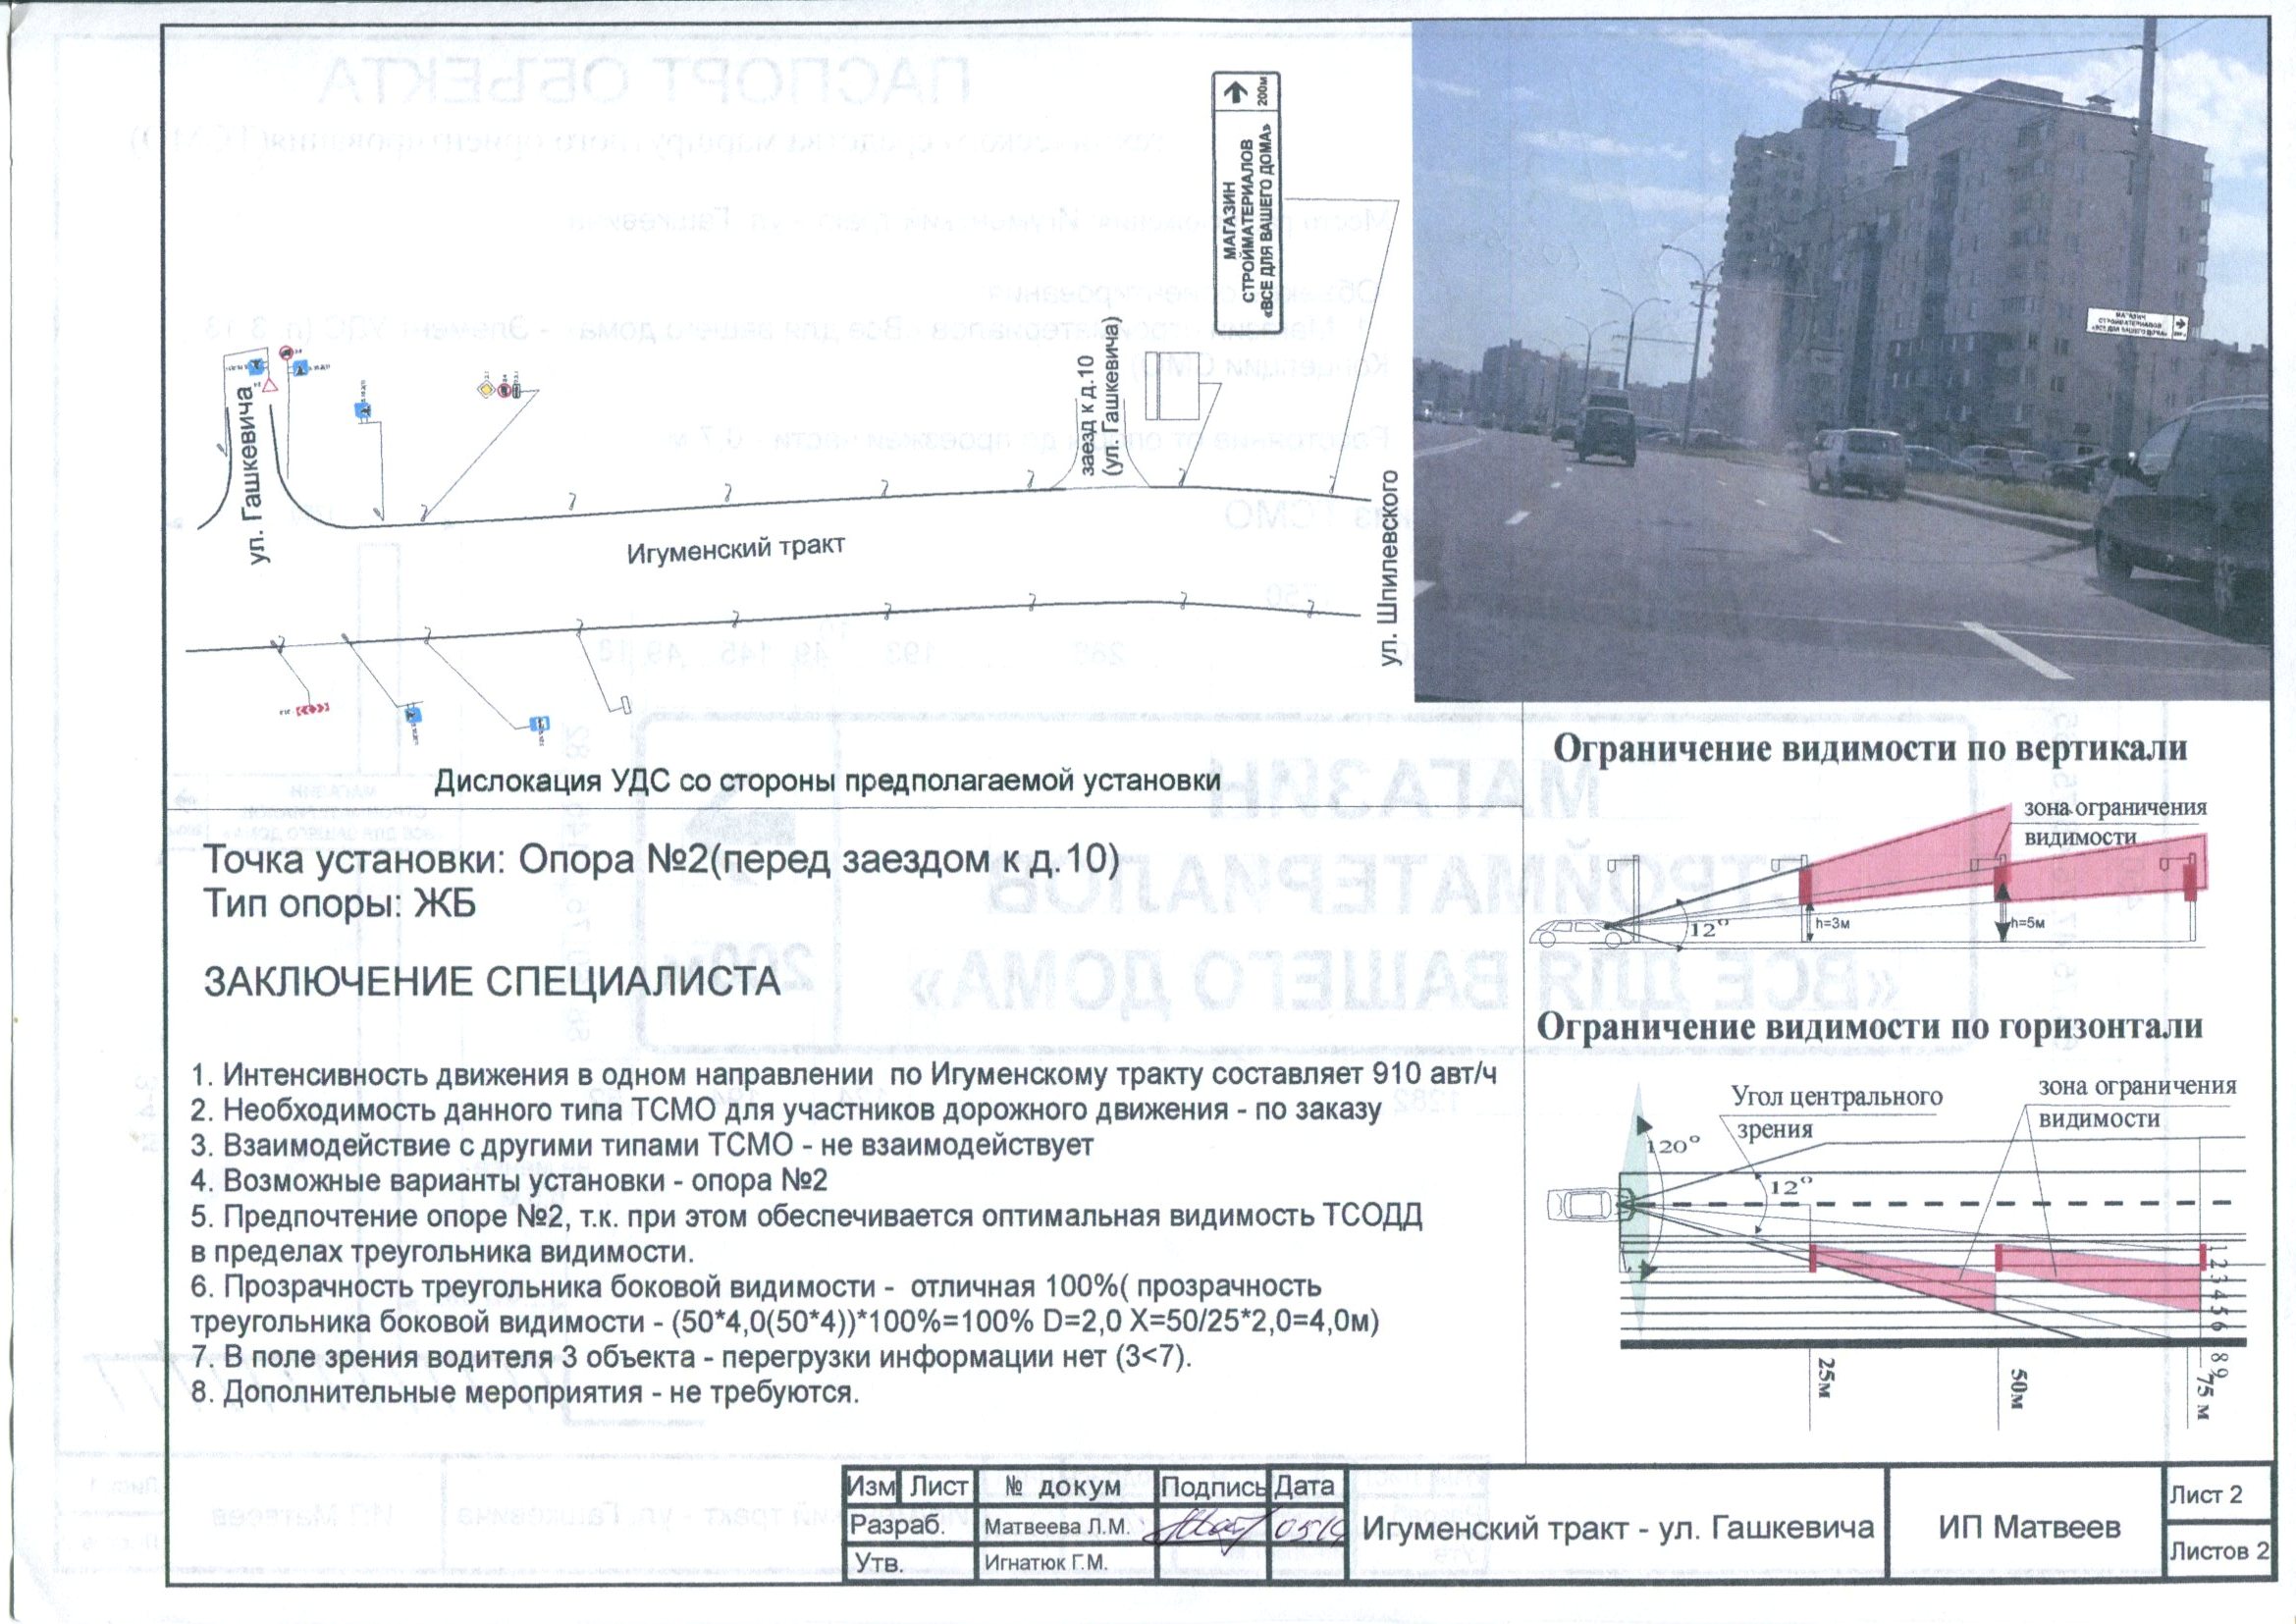 МАГАЗИН
СТРОЙМАТЕРИАЛОВ
«ВСЕ ДЛЯ ВАШЕГО ДОМА»
200м
ул. Гашкевича
заезд к д.10
(ул. Гашкевича)
Игуменский тракт
ул. Шпилевского
Дислокация УДС со стороны предполагаемой установки
МАГАЗИН
СТРОЙМАТЕРИАЛОВ
«ВСЕ ДЛЯ ВАШЕГО ДОМА»
Точка установки: Опора №2(перед заездом к д.10)
Тип опоры: ЖБ
ЗАКЛЮЧЕНИЕ СПЕЦИАЛИСТА
1. Интенсивность движения в одном направлении по Игуменскому тракту составляет 910 авт/ч
2. Необходимость данного типа ТСМО для участников дорожного движения - по заказу
3. Взаимодействие с другими типами ТСМО - не взаимодействует
4. Возможные варианты установки - опора №2
5. Предпочтение опоре №2, т.к. при этом обеспечивается оптимальная видимость ТСОДД
в пределах треугольника видимости.
6. Прозрачность треугольника боковой видимости - отличная 100%( прозрачность
треугольника боковой видимости - (50*4,0(50*4))*100%=100% D=2,0 X=50/25*2,0=4,0м)
7. В поле зрения водителя 3 объекта - перегрузки информации нет (3<7).
8. Дополнительные мероприятия - не требуются.
Ограничение видимости по вертикали
зона ограничения
видимости
12°
h=3м
h=5м
Ограничение видимости по горизонтали
Угол центрального
зрения
зона ограничения
видимости
120°
12°
1 2 3 4 5 6
8 9
25м
50м
75 м
Изм Лист № докум Подпись Дата
Разраб. Матвеева Л.М.
Утв. Игнатюк Г.М.
Игуменский тракт - ул. Гашкевича
ИП Матвеев
Лист 2
Листов 2